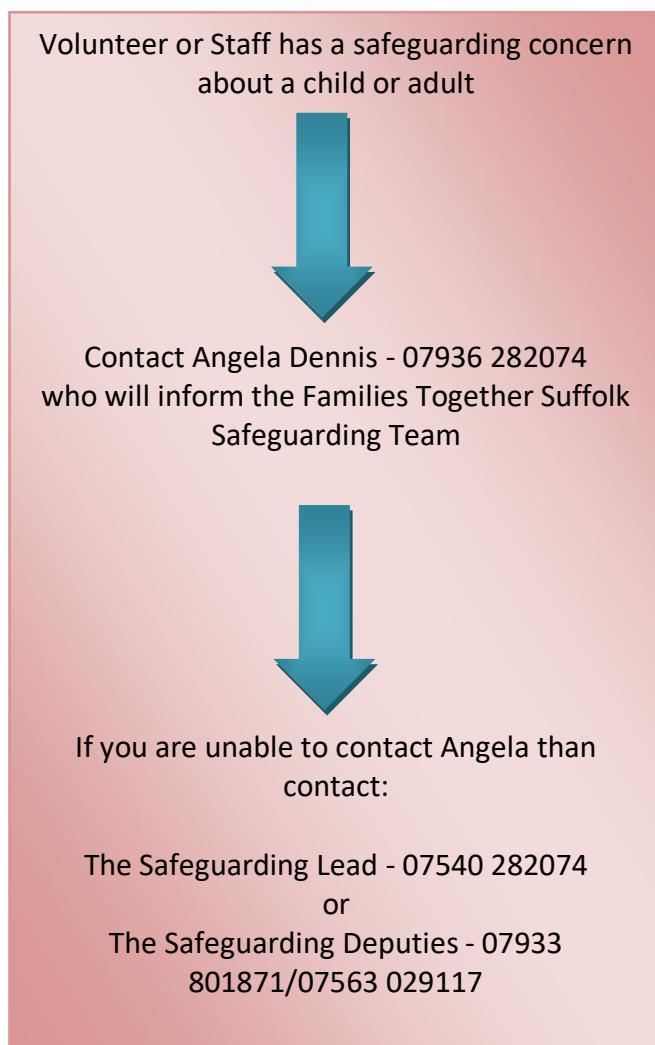 Volunteer or Staff has a safeguarding concern
about a child or adult
Contact Angela Dennis - 07936 282074
who will inform the Families Together Suffolk
Safeguarding Team
If you are unable to contact Angela than
contact:
The Safeguarding Lead - 07540 282074
or
The Safeguarding Deputies - 07933
801871/07563 029117